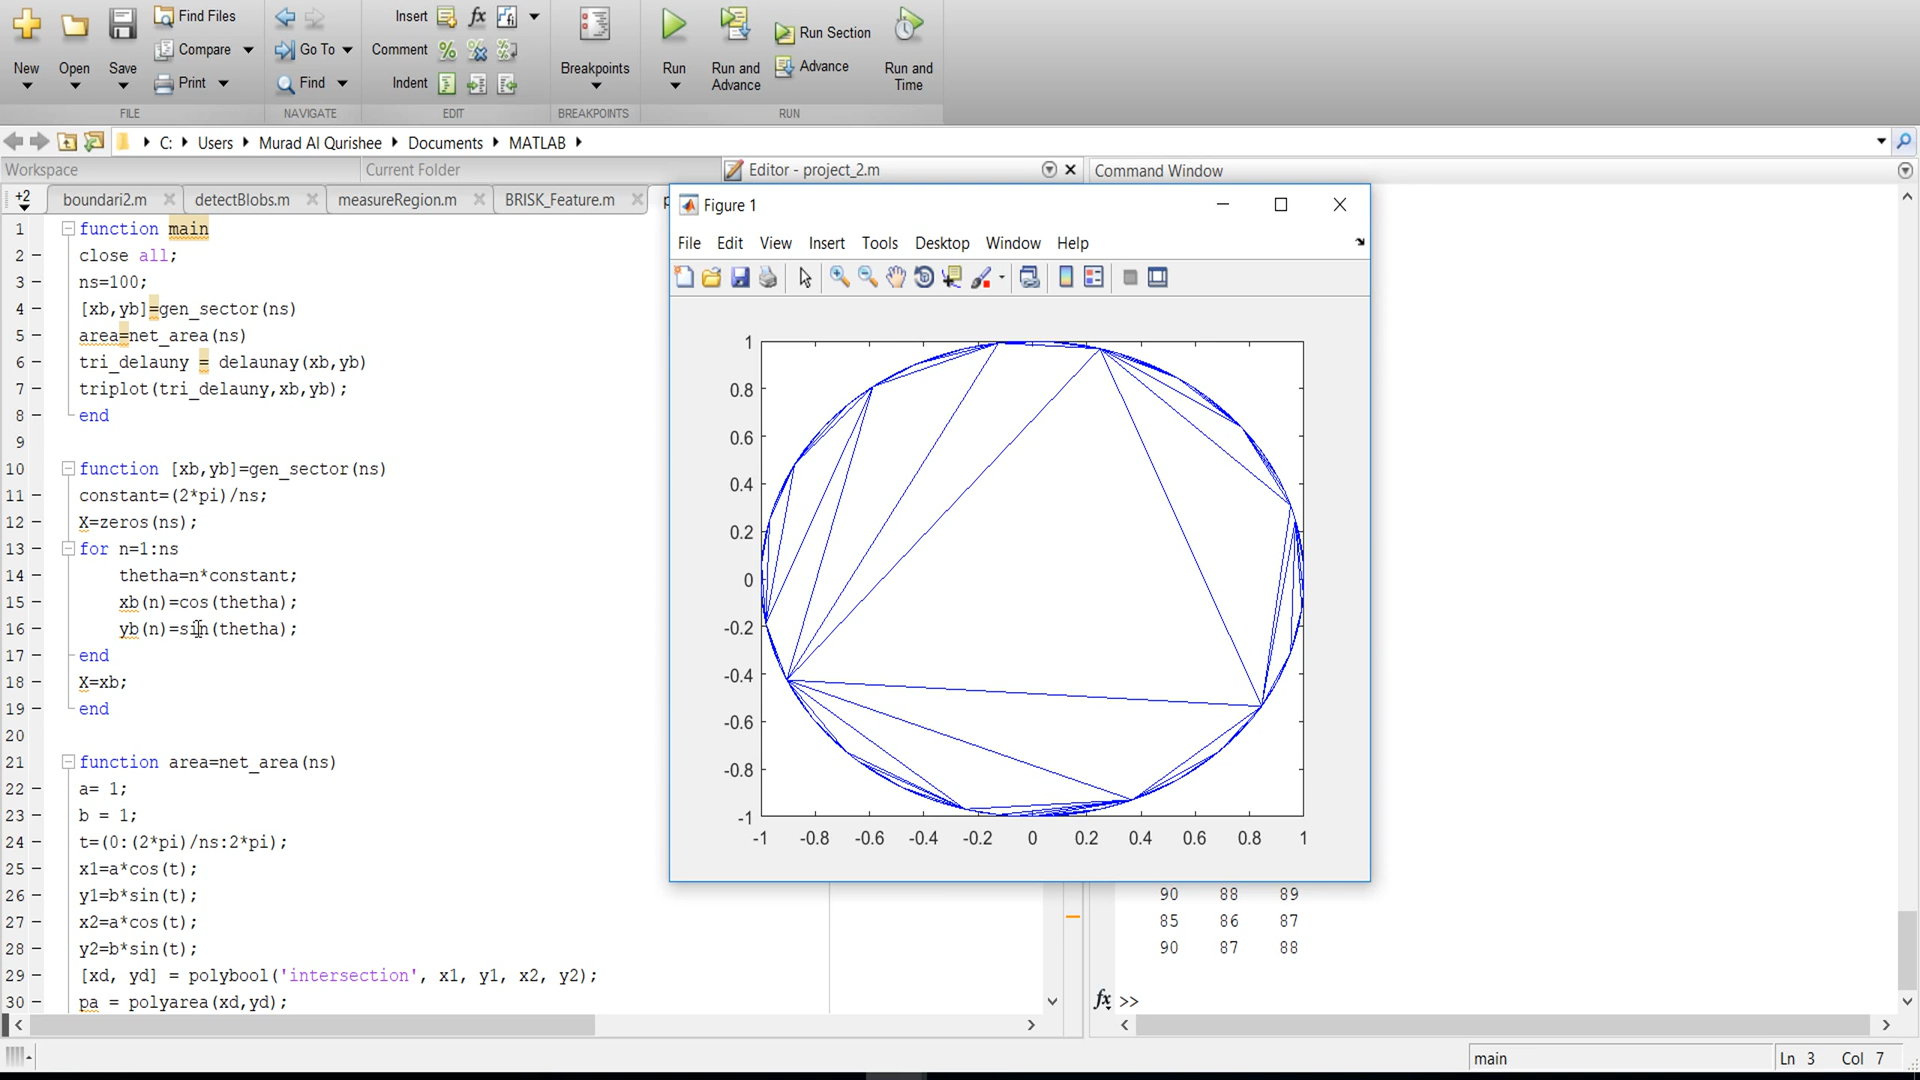 New
Open
Save
Find Files
Compare
Print
FILE
Go To
Find
NAVIGATE
Insert
fx
Comment
Indent
EDIT
Breakpoints
BREAKPOINTS
Run
Run and Advance
Run Section
Advance
Run and Time
RUN
C: Users Murad Al Qurishee Documents MATLAB
Workspace
Current Folder
Editor - project_2.m
Command Window
+2 boundari2.m detectBlobs.m measureRegion.m BRISK_Feature.m
1 function main
2 - close all;
3 - ns=100;
4 - [xb,yb]=gen_sector(ns)
5 - area=net_area(ns)
6 - tri_delauny = delaunay(xb,yb)
7 - triplot(tri_delauny,xb,yb);
8 - end
9
10 function [xb,yb]=gen_sector(ns)
11 - constant=(2*pi)/ns;
12 - X=zeros(ns);
13 - for n=1:ns
14 - thetha=n*constant;
15 - xb(n)=cos(thetha);
16 - yb(n)=sin(thetha);
17 - end
18 - X=xb;
19 - end
20
21 function area=net_area(ns)
22 - a= 1;
23 - b = 1;
24 - t=(0:(2*pi)/ns:2*pi);
25 - x1=a*cos(t);
26 - y1=b*sin(t);
27 - x2=a*cos(t);
28 - y2=b*sin(t);
29 - [xd, yd] = polybool('intersection', x1, y1, x2, y2);
30 - pa = polyarea(xd,yd);
Figure 1
File Edit View Insert Tools Desktop Window Help
1
0.8
0.6
0.4
0.2
0
-0.2
-0.4
-0.6
-0.8
-1
-1 -0.8 -0.6 -0.4 -0.2 0 0.2 0.4 0.6 0.8 1
90 88 89
85 86 87
90 87 88
fx >>
main
Ln 3 Col 7